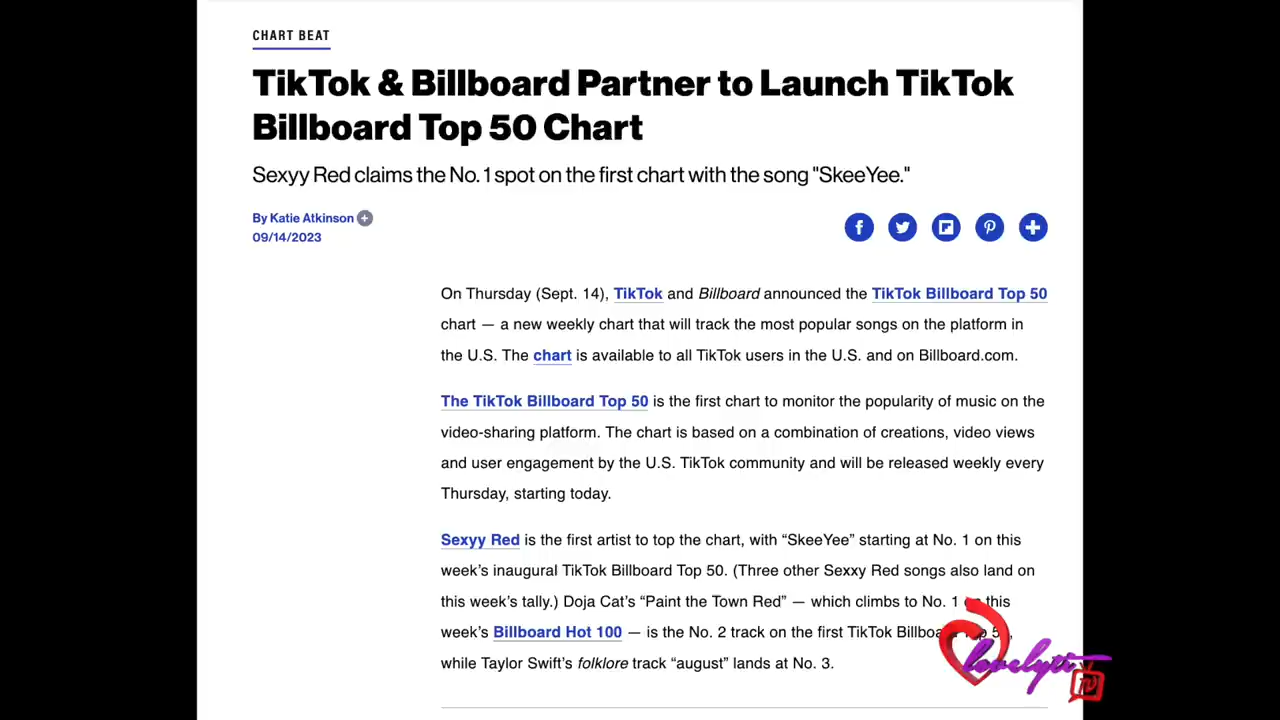 CHART BEAT
TikTok & Billboard Partner to Launch TikTok
Billboard Top 50 Chart
Sexyy Red claims the No. 1 spot on the first chart with the song "SkeeYee."
By Katie Atkinson
09/14/2023
On Thursday (Sept. 14), TikTok and Billboard announced the TikTok Billboard Top 50
chart — a new weekly chart that will track the most popular songs on the platform in
the U.S. The chart is available to all TikTok users in the U.S. and on Billboard.com.
The TikTok Billboard Top 50 is the first chart to monitor the popularity of music on the
video-sharing platform. The chart is based on a combination of creations, video views
and user engagement by the U.S. TikTok community and will be released weekly every
Thursday, starting today.
Sexyy Red is the first artist to top the chart, with “SkeeYee” starting at No. 1 on this
week’s inaugural TikTok Billboard Top 50. (Three other Sexxy Red songs also land on
this week’s tally.) Doja Cat’s “Paint the Town Red” — which climbs to No. 1 this
week’s Billboard Hot 100 — is the No. 2 track on the first TikTok
while Taylor Swift’s folklore track “august” lands at No. 3.
lovelyti
TV